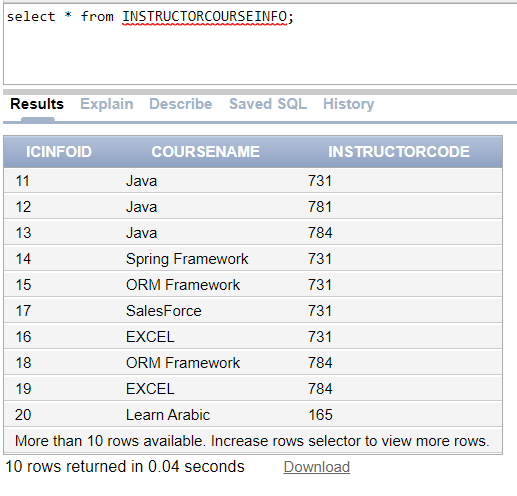 select * from INSTRUCTORCOURSEINFO;
Results Explain Describe Saved SQL History
ICINFOID COURSENAME INSTRUCTORCODE
11 Java 731
12 Java 781
13 Java 784
14 Spring Framework 731
15 ORM Framework 731
17 SalesForce 731
16 EXCEL 731
18 ORM Framework 784
19 EXCEL 784
20 Learn Arabic 165
More than 10 rows available. Increase rows selector to view more rows.
10 rows returned in 0.04 seconds Download